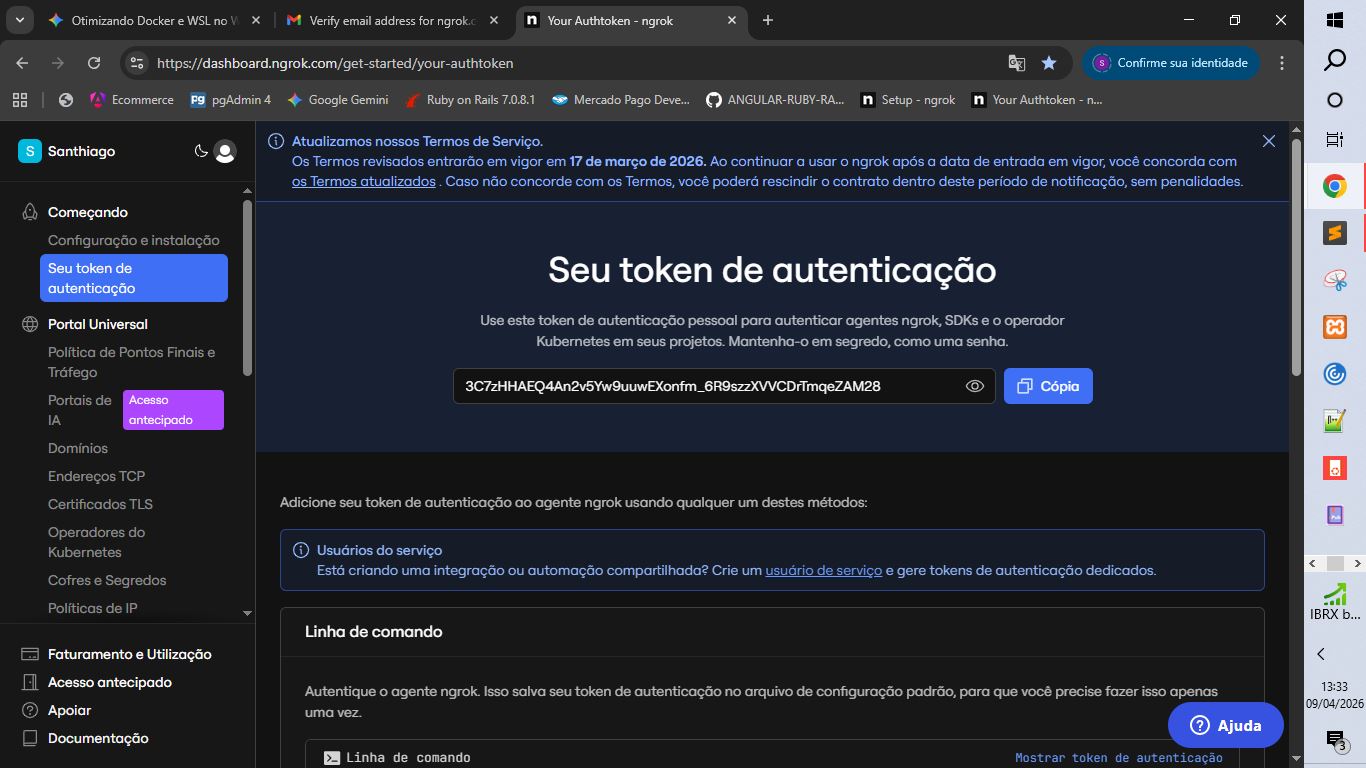 Otimizando Docker e WSL no W
Verify email address for ngrok.c
Your Authtoken - ngrok
https://dashboard.ngrok.com/get-started/your-authtoken
S
Confirme sua identidade
Ecommerce
pgAdmin 4
Google Gemini
Ruby on Rails 7.0.8.1
Mercado Pago Deve...
ANGULAR-RUBY-RA...
Setup - ngrok
Your Authtoken - n...
S
Santhiago
Começando
Configuração e instalação
Seu token de
autenticação
Portal Universal
Política de Pontos Finais e
Tráfego
Portais de
IA
Acesso
antecipado
Domínios
Endereços TCP
Certificados TLS
Operadores do
Kubernetes
Cofres e Segredos
Políticas de IP
Faturamento e Utilização
Acesso antecipado
Apoiar
Documentação
Atualizamos nossos Termos de Serviço.
Os Termos revisados entrarão em vigor em 17 de março de 2026. Ao continuar a usar o ngrok após a data de entrada em vigor, você concorda com
os Termos atualizados . Caso não concorde com os Termos, você poderá rescindir o contrato dentro deste período de notificação, sem penalidades.
Seu token de autenticação
Use este token de autenticação pessoal para autenticar agentes ngrok, SDKs e o operador
Kubernetes em seus projetos. Mantenha-o em segredo, como uma senha.
3C7zHHAEQ4An2v5Yw9uuwEXonfm_6R9szzXVVCDrTmqeZAM28
Cópia
Adicione seu token de autenticação ao agente ngrok usando qualquer um destes métodos:
Usuários do serviço
Está criando uma integração ou automação compartilhada? Crie um usuário de serviço e gere tokens de autenticação dedicados.
Linha de comando
Autentique o agente ngrok. Isso salva seu token de autenticação no arquivo de configuração padrão, para que você precise fazer isso apenas
uma vez.
Linha de comando
Mostrar token de autenticação
Ajuda
IBRX b...
13:33
09/04/2026
3